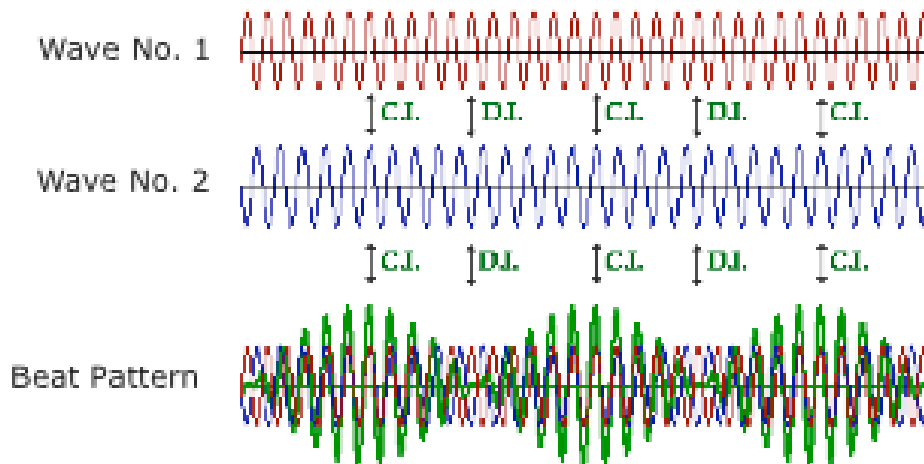 Wave No. 1
C.I. D.I. C.I. D.I. C.I.
Wave No. 2
C.I. D.I. C.I. D.I. C.I.
Beat Pattern